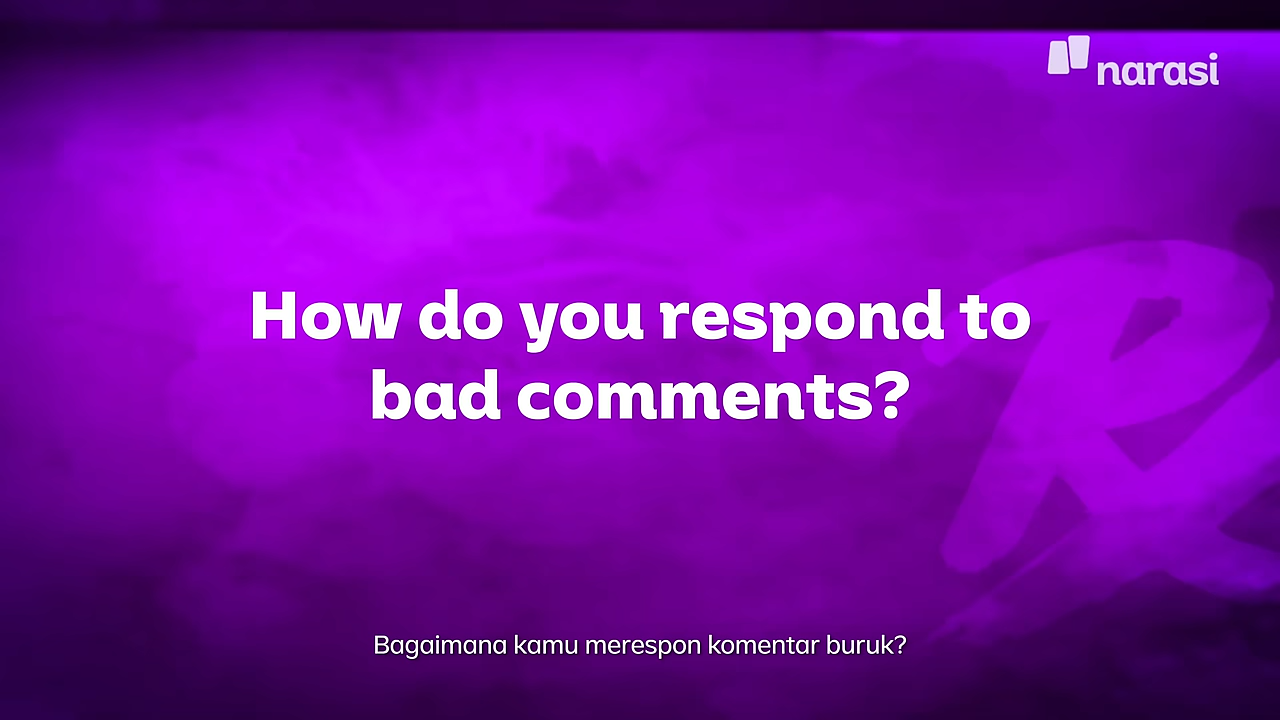 narasi
How do you respond to
bad comments?
Bagaimana kamu merespon komentar buruk?